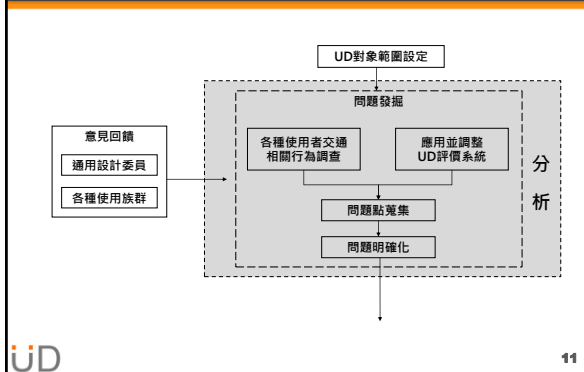 UD對象範圍設定
問題發掘
意見回饋
通用設計委員
各種使用族群
各種使用者交通
相關行為調查
應用並調整
UD評價系統
分
析
問題點蒐集
問題明確化
UD
11